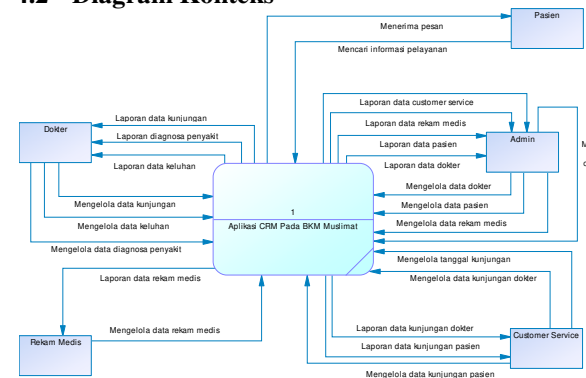 4.2 Diagram Konteks
Pasien
Menerima pesan
Mencari informasi pelayanan
Laporan data customer service
Laporan data kunjungan
Laporan data rekam medis
Dokter
Laporan diagnosa penyakit
Admin
Laporan data pasien
Laporan data keluhan
Laporan data dokter
Mengelola data dokter
Mengelola data kunjungan
1
Mengelola data pasien
Mengelola data keluhan
Aplikasi CRM Pada BKM Muslimat
Mengelola data rekam medis
Mengelola data diagnosa penyakit
Mengelola tanggal kunjungan
Laporan data rekam medis
Mengelola data kunjungan dokter
Mengelola data rekam medis
Laporan data kunjungan dokter
Rekam Medis
Customer Service
Laporan data kunjungan pasien
Mengelola data kunjungan pasien